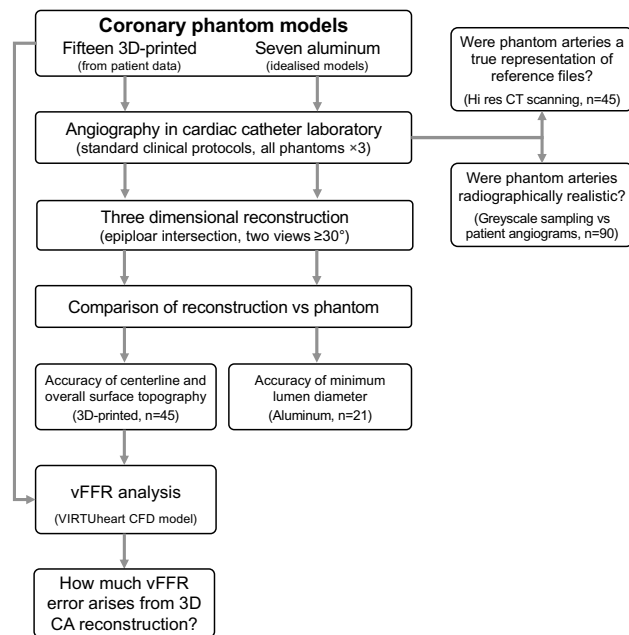 Coronary phantom models
Fifteen 3D-printed
(from patient data)
Seven aluminum
(idealised models)
Were phantom arteries a
true representation of
reference files?
(Hi res CT scanning, n=45)
Angiography in cardiac catheter laboratory
(standard clinical protocols, all phantoms ×3)
Were phantom arteries
radiographically realistic?
(Greyscale sampling vs
patient angiograms, n=90)
Three dimensional reconstruction
(epiploar intersection, two views ≥30°)
Comparison of reconstruction vs phantom
Accuracy of centerline and
overall surface topography
(3D-printed, n=45)
Accuracy of minimum
lumen diameter
(Aluminum, n=21)
vFFR analysis
(VIRTUheart CFD model)
How much vFFR
error arises from 3D
CA reconstruction?